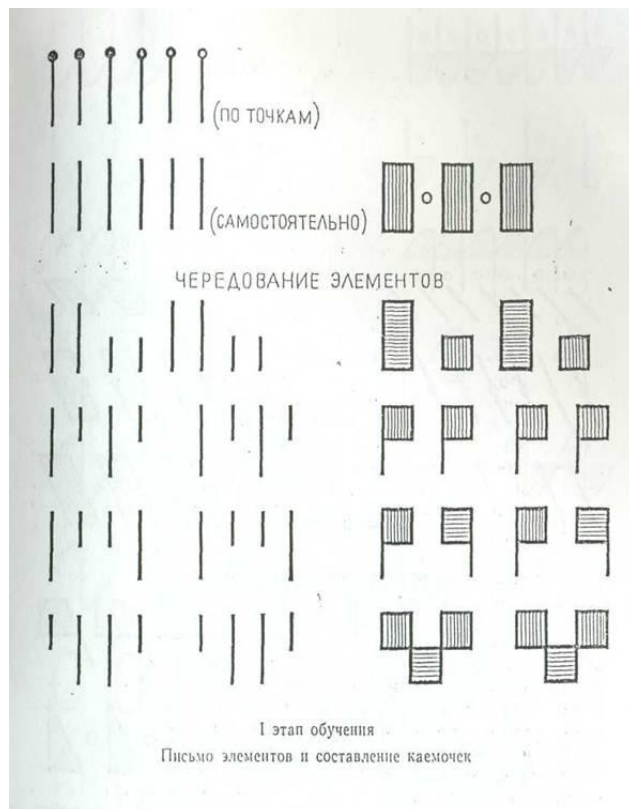 (ПО ТОЧКАМ)
(САМОСТОЯТЕЛЬНО)
ЧЕРЕДОВАНИЕ ЭЛЕМЕНТОВ
I этап обучения
Письмо элементов и составление каемочек